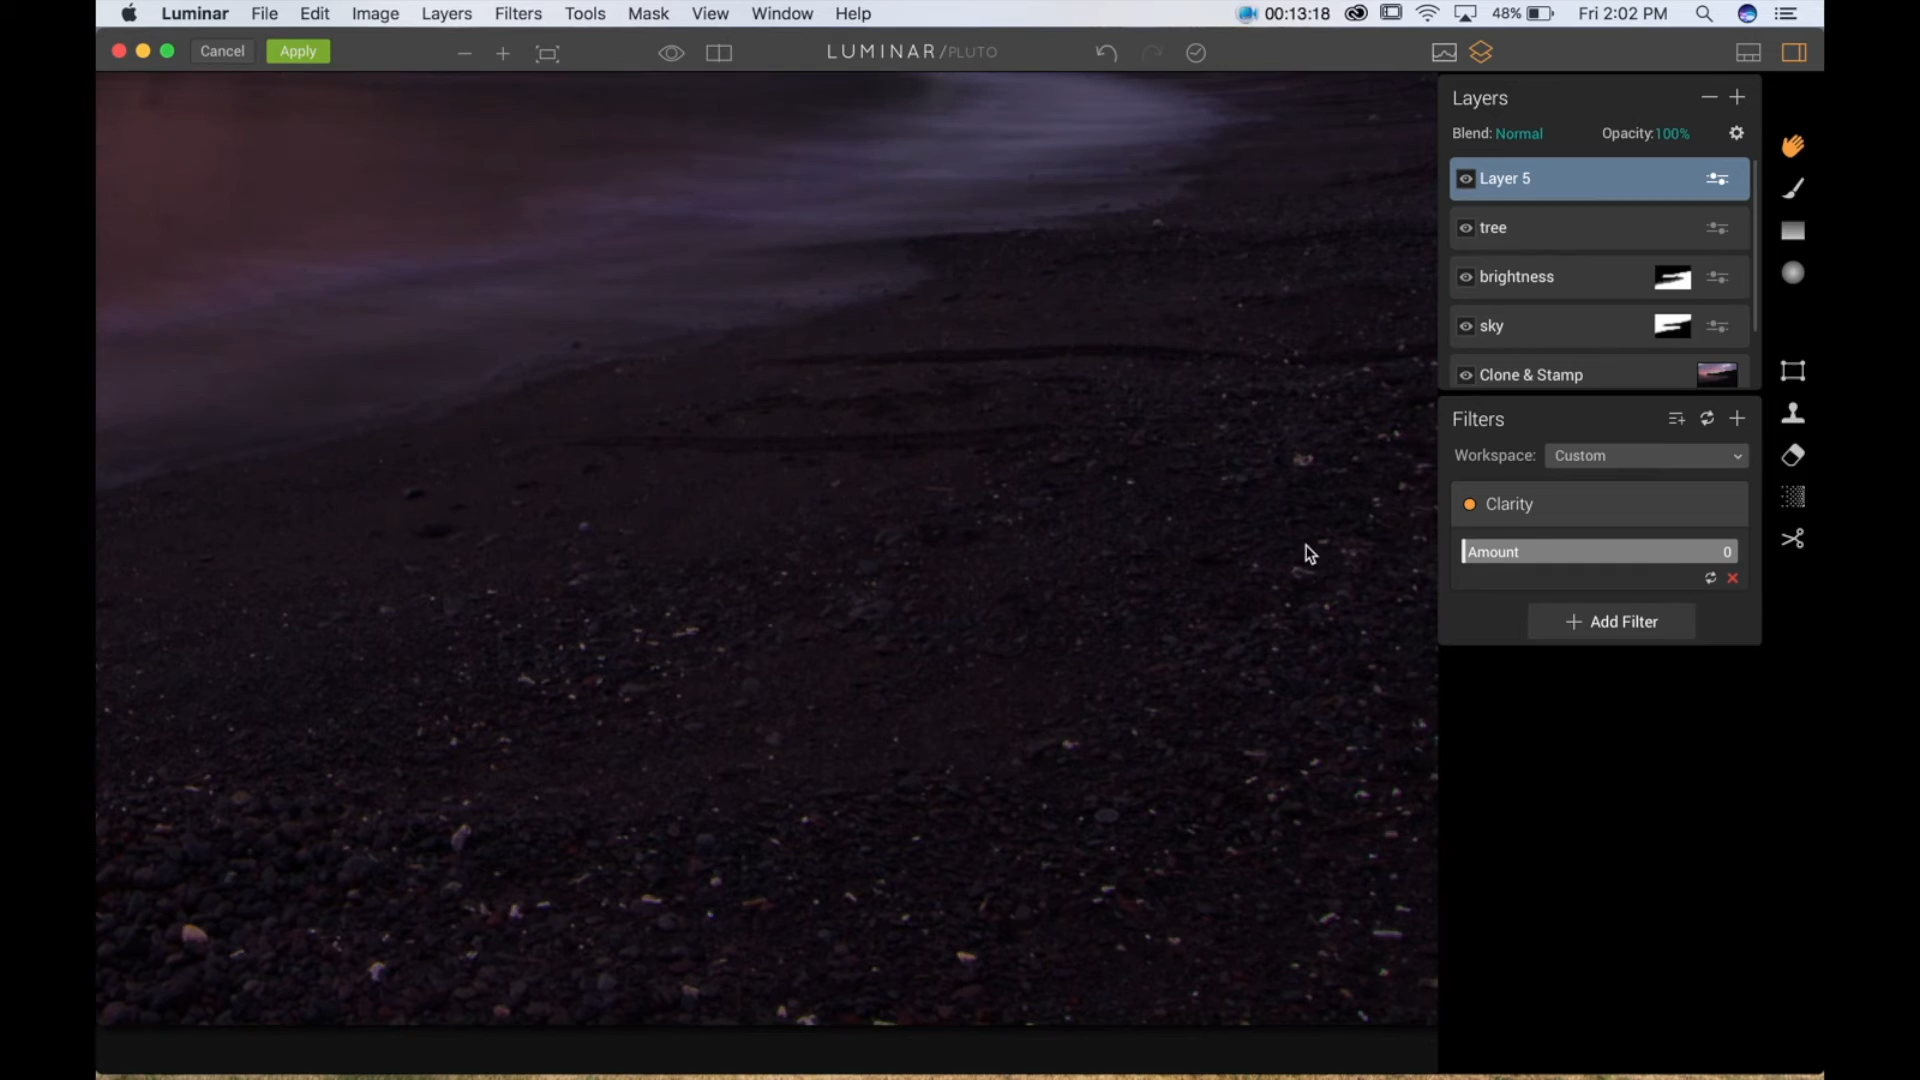 Luminar File Edit Image Layers Filters Tools Mask View Window Help 00:13:18 48% Fri 2:02 PM
Cancel Apply LUMINAR/PLUTO
Layers
Blend: Normal Opacity:100%
Layer 5
tree
brightness
sky
Clone & Stamp
Filters
Workspace: Custom
Clarity
Amount 0
Add Filter